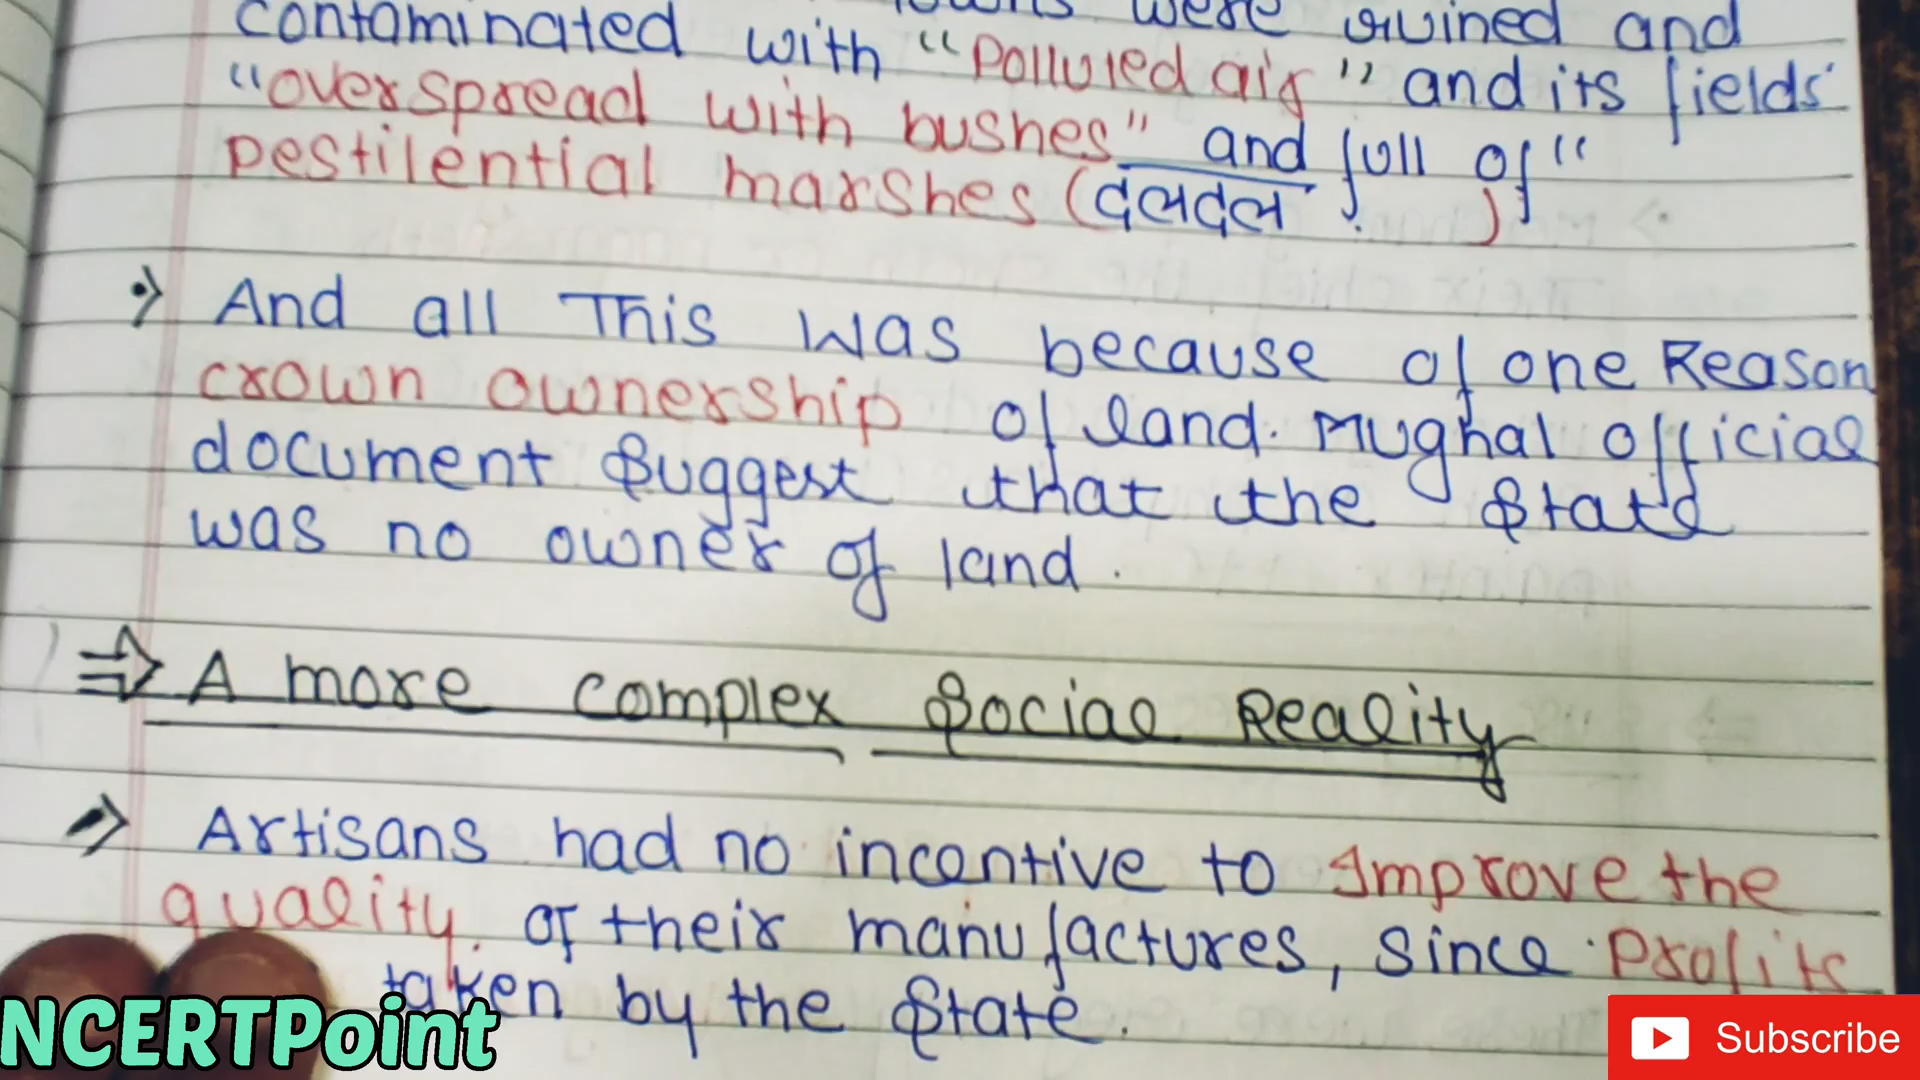 were ruined and
contaminated with "Polluted air" and its fields
"overspread with bushes" and full of "
pestilential marshes (दलदल)
And all This was because of one Reason
crown ownership of land. Mughal official
document suggest that the State
was no owner of land.
⇒ A more complex Social Reality
Artisans had no incentive to Improve the
quality. of their manufactures, since Profits
taken by the State.
NCERTPoint
Subscribe